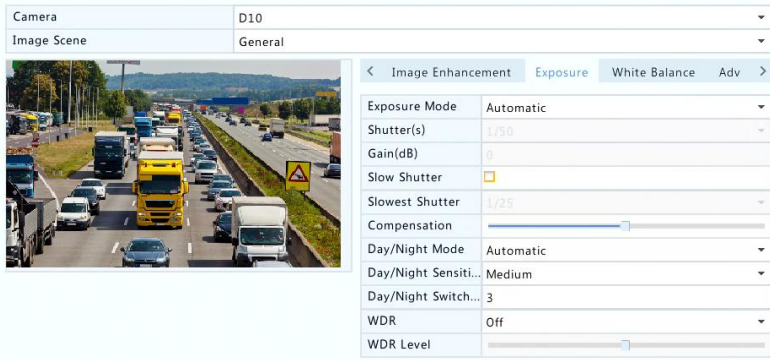 Camera D10
Image Scene General
< Image Enhancement Exposure White Balance Adv >
Exposure Mode Automatic
Shutter(s) 1/50
Gain(dB) 0
Slow Shutter
Slowest Shutter 1/25
Compensation
Day/Night Mode Automatic
Day/Night Sensiti... Medium
Day/Night Switch... 3
WDR Off
WDR Level